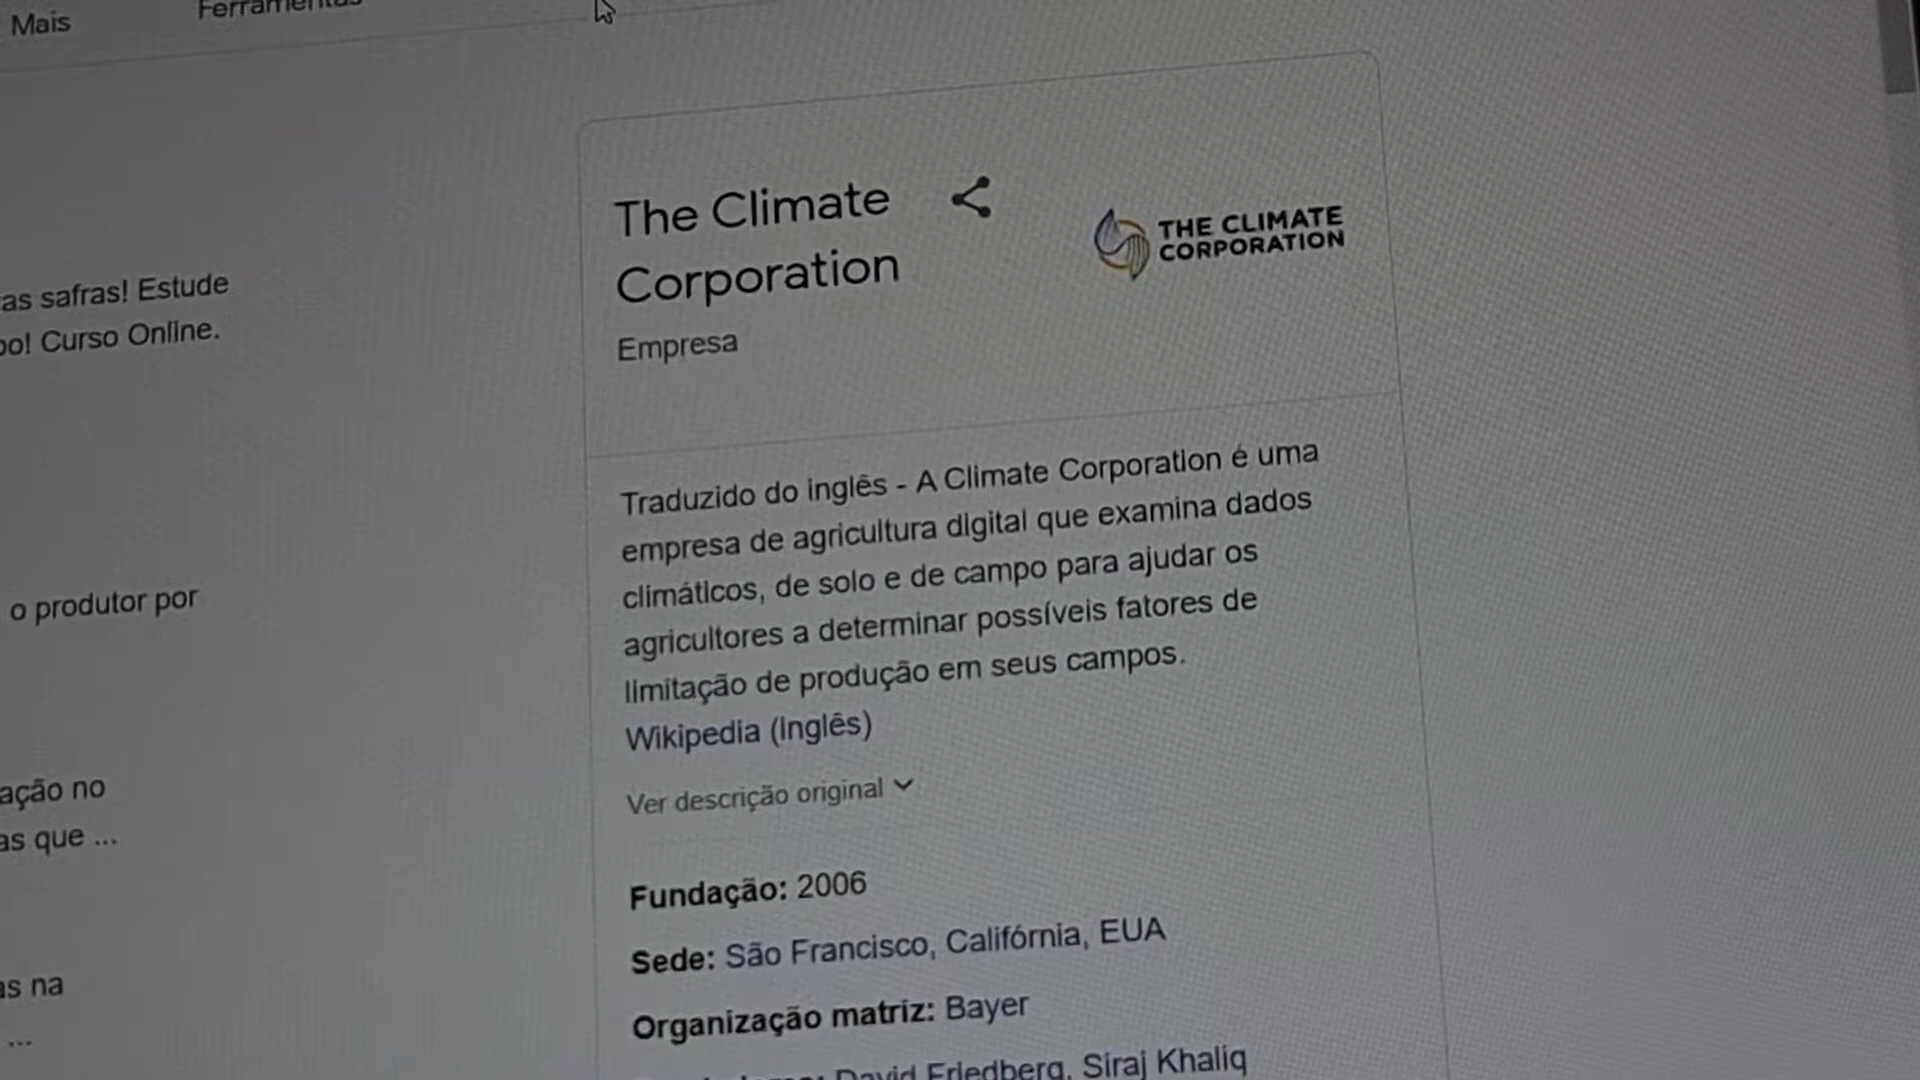 Mais
Ferramentas
as safras! Estude
Curso Online.
o produtor por
ação no
as que ...
as na
...
The Climate
Corporation
THE CLIMATE
CORPORATION
Empresa
Traduzido do inglês - A Climate Corporation é uma
empresa de agricultura digital que examina dados
climáticos, de solo e de campo para ajudar os
agricultores a determinar possíveis fatores de
limitação de produção em seus campos.
Wikipedia (inglês)
Ver descrição original
Fundação: 2006
Sede: São Francisco, Califórnia, EUA
Organização matriz: Bayer
David Friedberg, Siraj Khaliq